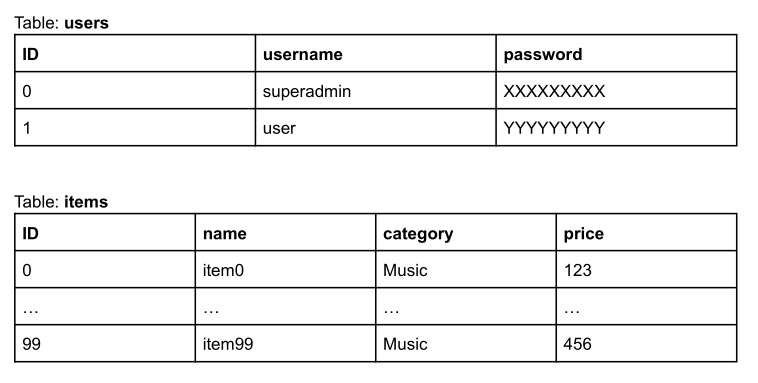 Table: users
ID username password
0 superadmin XXXXXXXXX
1 user YYYYYYYYY
Table: items
ID name category price
0 item0 Music 123
… … … …
99 item99 Music 456